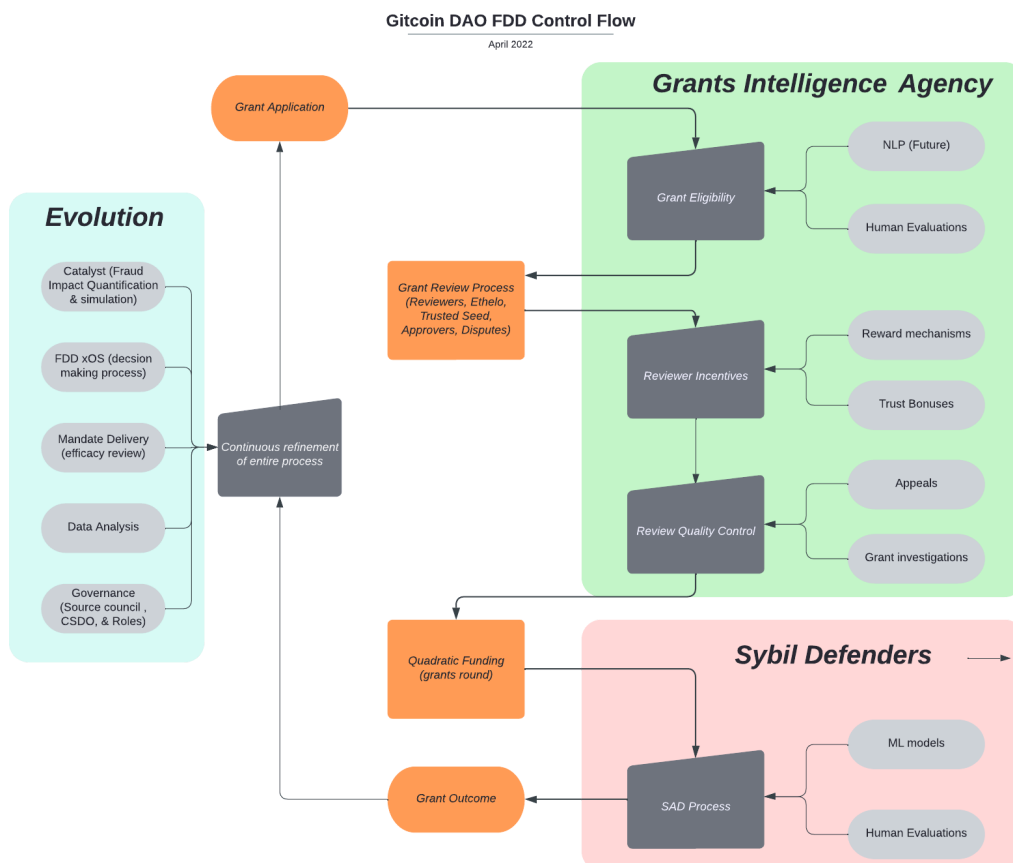 Gitcoin DAO FDD Control Flow
April 2022
Grants Intelligence Agency
Grant Application
NLP (Future)
Grant Eligibility
Human Evaluations
Evolution
Catalyst (Fraud
Impact Quantification
& simulation)
Grant Review Process
(Reviewers, Ethelo,
Trusted Seed,
Approvers, Disputes)
Reward mechanisms
FDD xOS (decsion
making process)
Reviewer Incentives
Trust Bonuses
Mandate Delivery
(efficacy review)
Continuous refinement
of entire process
Appeals
Data Analysis
Review Quality Control
Grant investigations
Governance
(Source council ,
CSDO, & Roles)
Quadratic Funding
(grants round)
Sybil Defenders
ML models
Grant Outcome
SAD Process
Human Evaluations